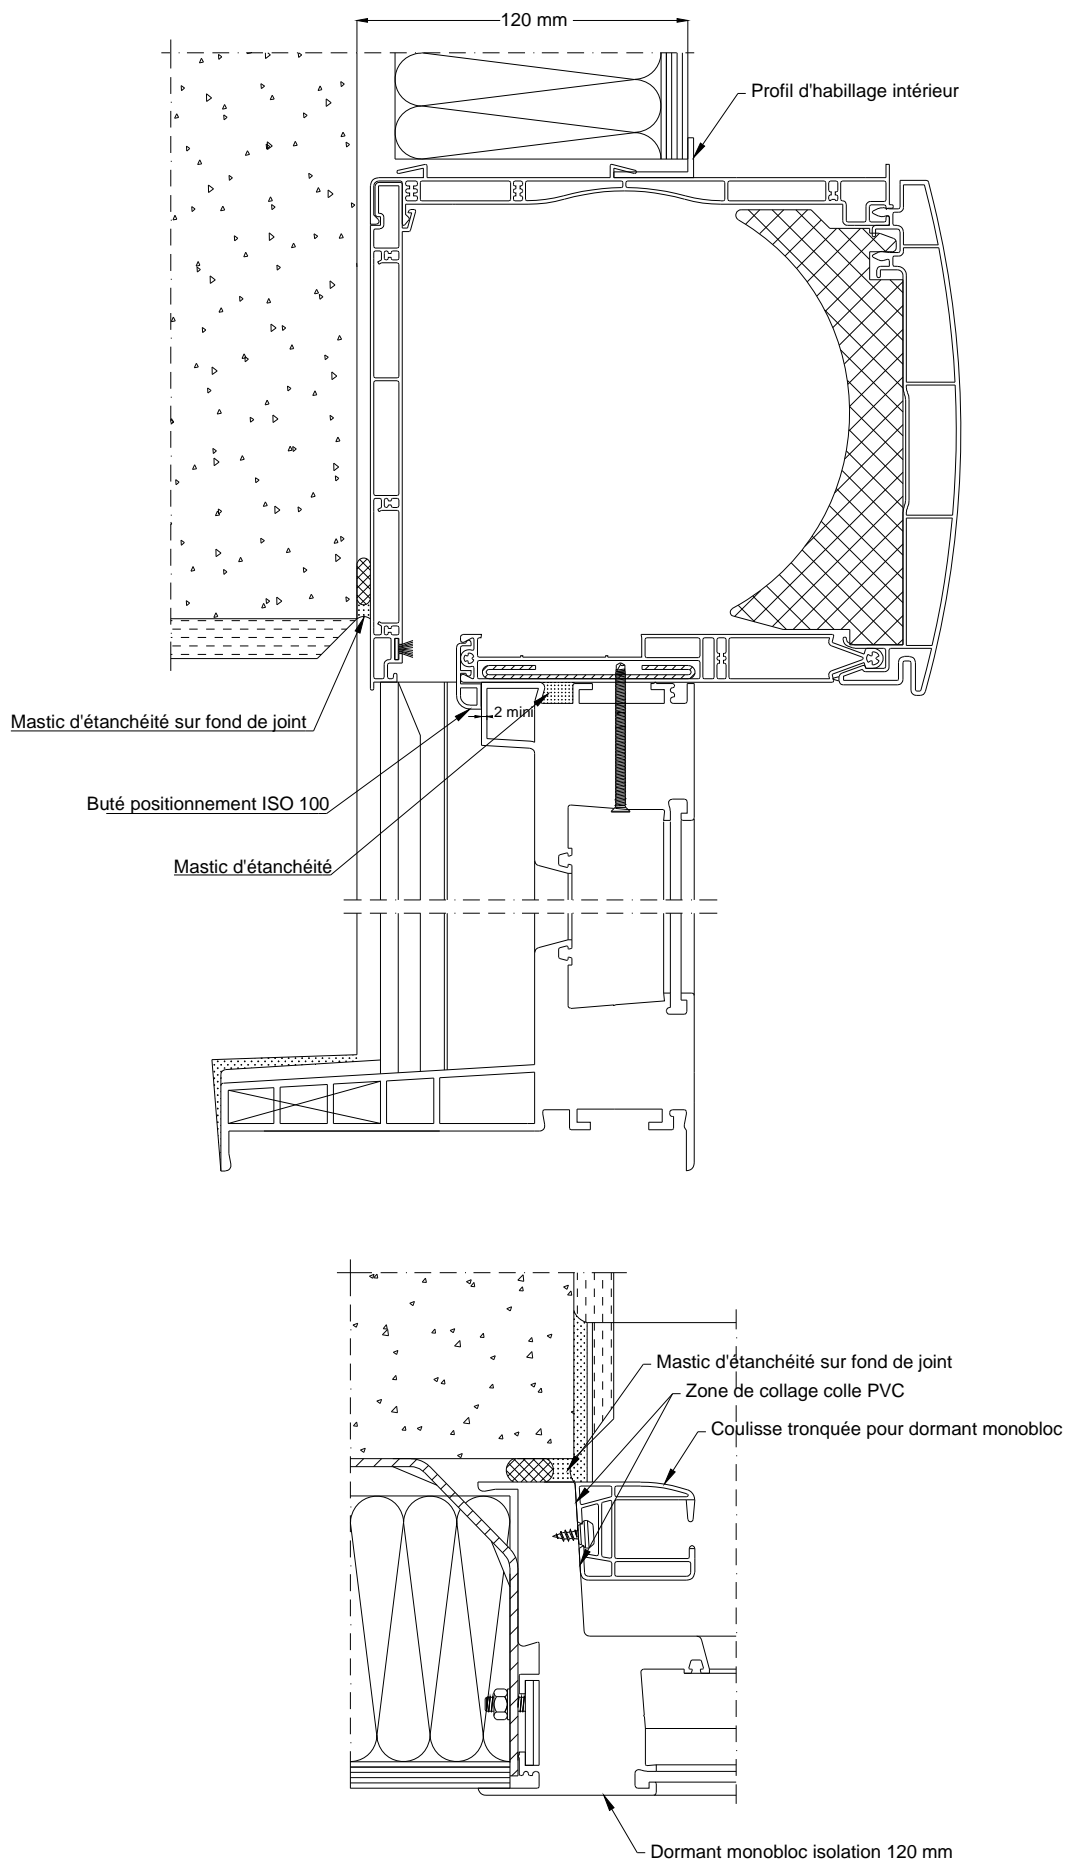 120 mm
Profil d'habillage intérieur
Mastic d'étanchéité sur fond de joint
2 mini
Buté positionnement ISO 100
Mastic d'étanchéité
Mastic d'étanchéité sur fond de joint
Zone de collage colle PVC
Coulisse tronquée pour dormant monobloc
Dormant monobloc isolation 120 mm